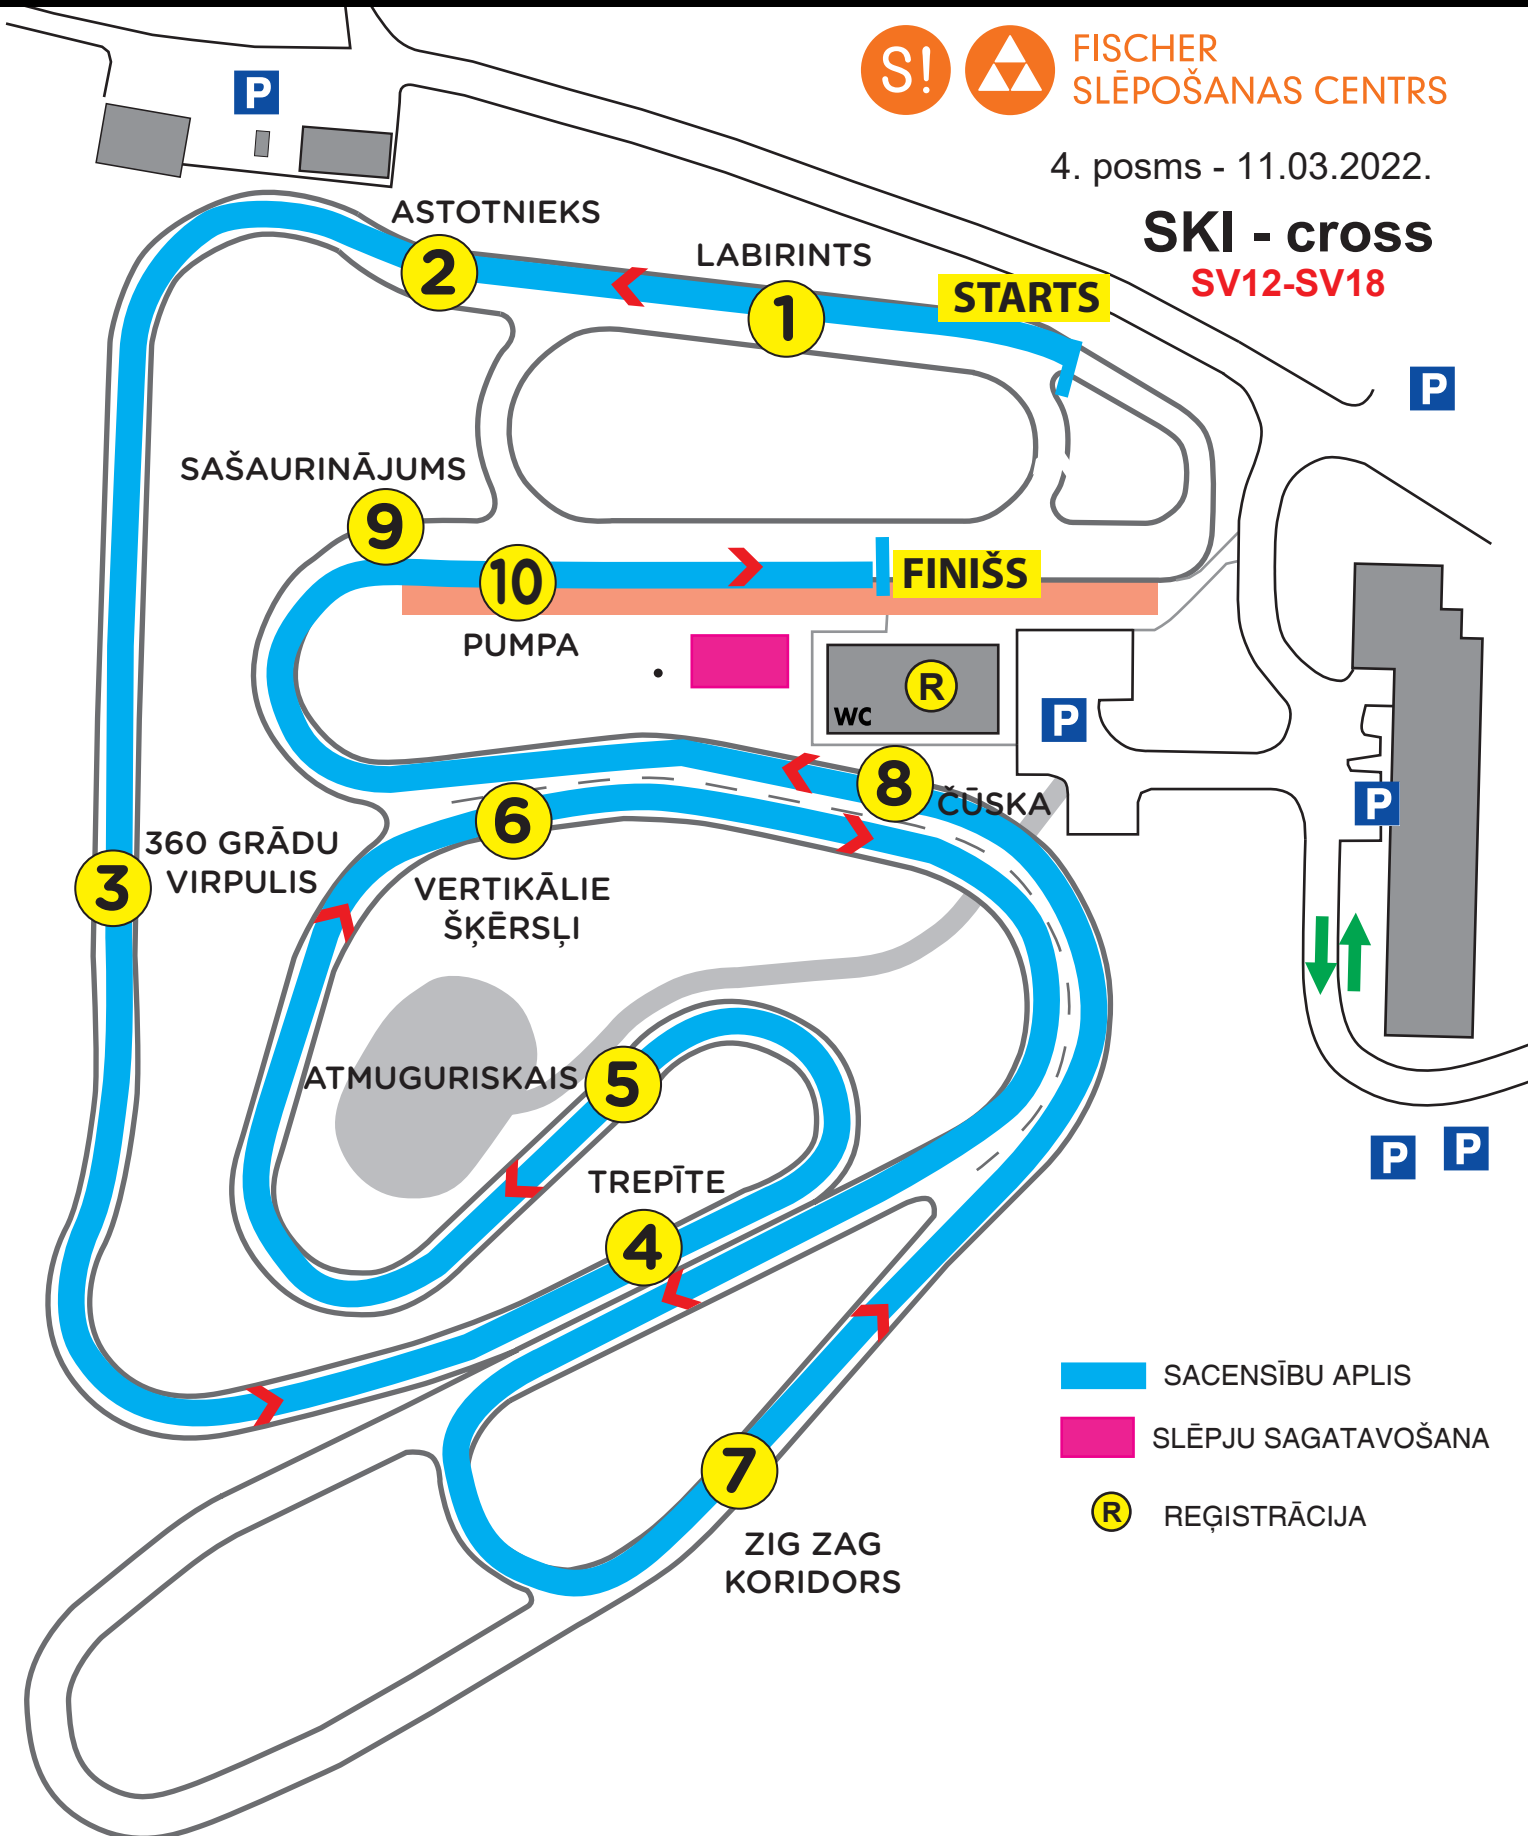 S!
FISCHER
SLĒPOŠANAS CENTRS
4. posms - 11.03.2022.
SKI - cross
SV12-SV18
P
ASTOTNIEKS
2
LABIRINTS
1
STARTS
P
SAŠAURINĀJUMS
9
10
FINIŠS
PUMPA
R
WC
P
8
ČŪSKA
P
6
360 GRĀDU
VIRPULIS
3
VERTIKĀLIE
ŠĶĒRSĻI
ATMUGURISKAIS
5
P
P
TREPĪTE
4
7
ZIG ZAG
KORIDORS
SACENSĪBU APLIS
SLĒPJU SAGATAVOŠANA
R
REĢISTRĀCIJA